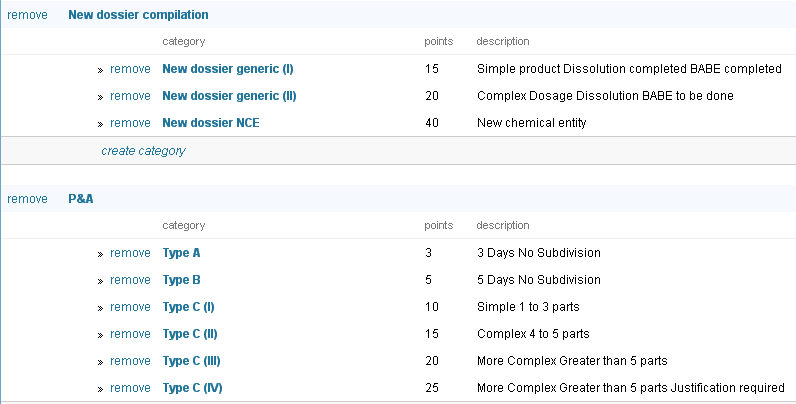 remove New dossier compilation
category points description
» remove New dossier generic (I) 15 Simple product Dissolution completed BABE completed
» remove New dossier generic (II) 20 Complex Dosage Dissolution BABE to be done
» remove New dossier NCE 40 New chemical entity
create category
remove P&A
category points description
» remove Type A 3 3 Days No Subdivision
» remove Type B 5 5 Days No Subdivision
» remove Type C (I) 10 Simple 1 to 3 parts
» remove Type C (II) 15 Complex 4 to 5 parts
» remove Type C (III) 20 More Complex Greater than 5 parts
» remove Type C (IV) 25 More Complex Greater than 5 parts Justification required